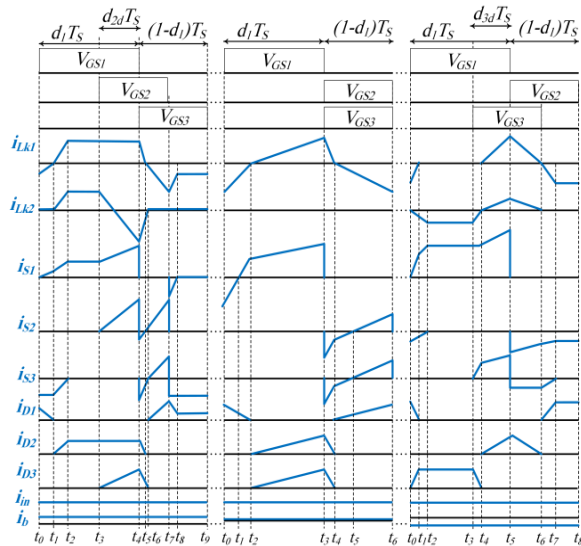 d2dTS d3dTS
d1TS (1-d1)TS d1TS (1-d1)TS d1TS (1-d1)TS
VGS1 VGS1 VGS1
VGS2 VGS2 VGS2
VGS3 VGS3 VGS3
iLk1
iLk2
iS1
iS2
iS3
iD1
iD2
iD3
iin
ib
t0 t1 t2 t3 t4 t5 t6 t7 t8 t9 t0 t1 t2 t3 t4 t5 t6 t0 t1 t2 t3 t4 t5 t6 t7 t8